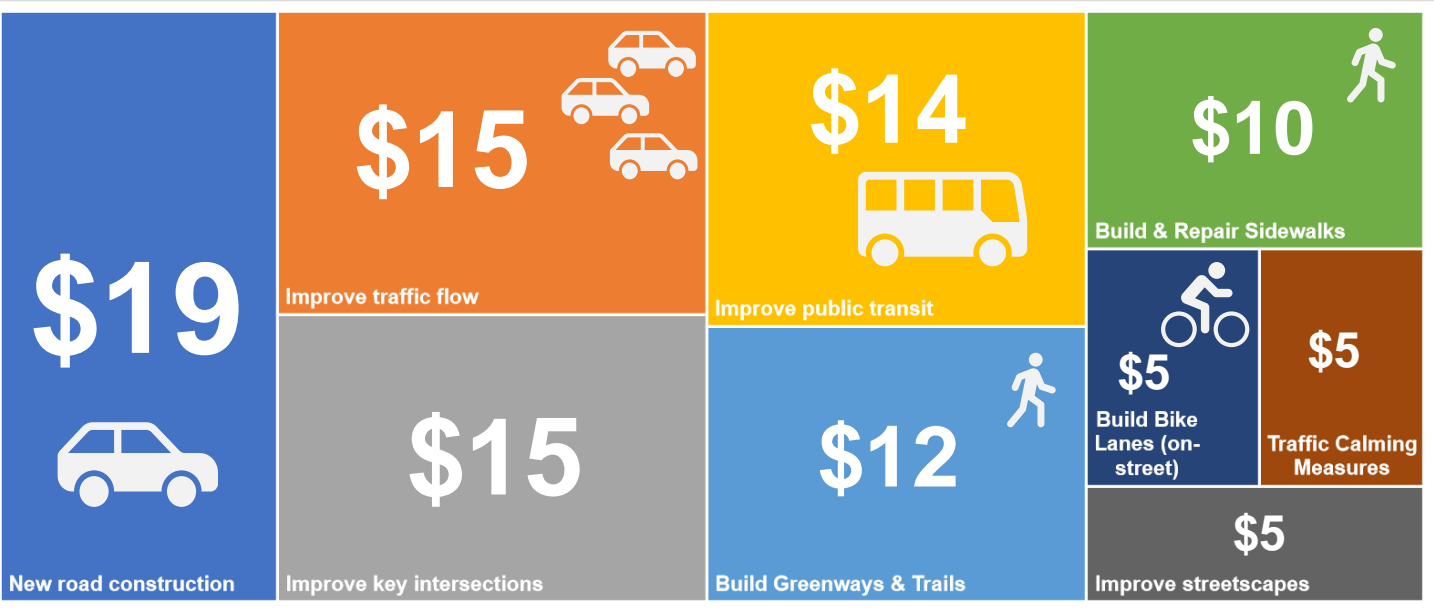 $19
New road construction
$15
Improve traffic flow
$15
Improve key intersections
$14
Improve public transit
$12
Build Greenways & Trails
$10
Build & Repair Sidewalks
$5
Build Bike
Lanes (on-
street)
$5
Traffic Calming
Measures
$5
Improve streetscapes